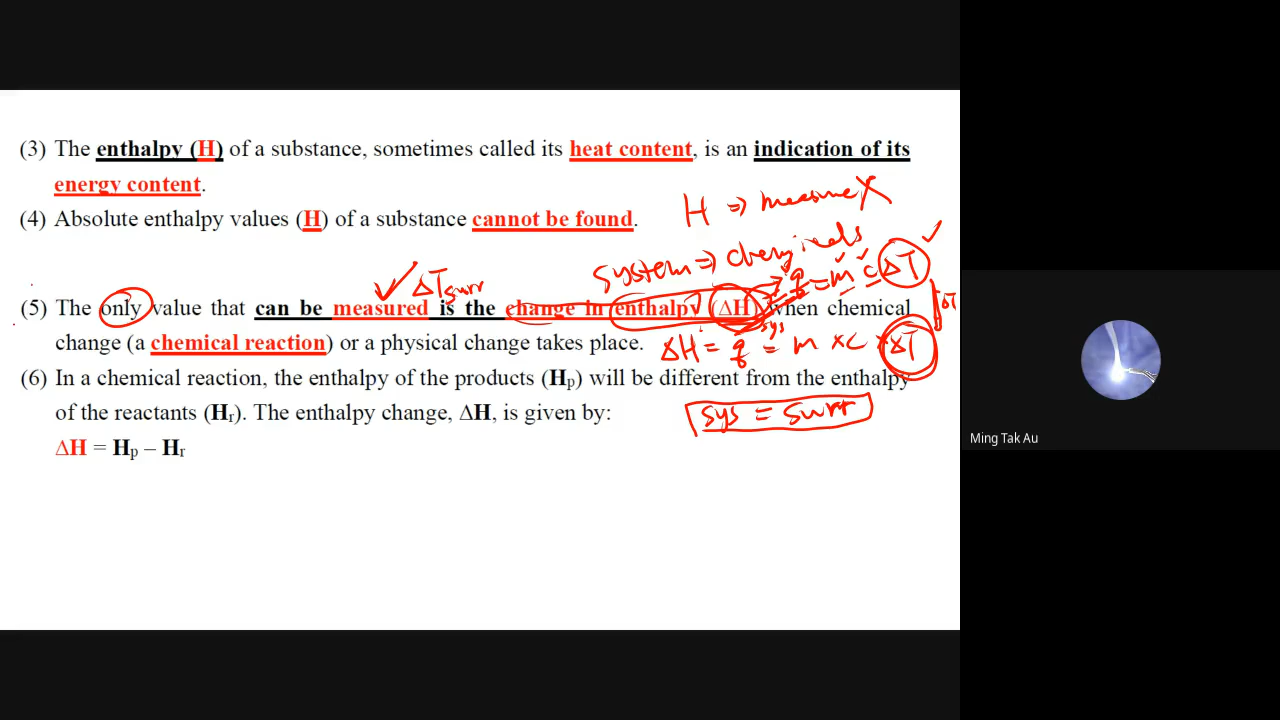 (3) The enthalpy (H) of a substance, sometimes called its heat content, is an indication of its
energy content.
H ⇒ measure X
(4) Absolute enthalpy values (H) of a substance cannot be found.
system ⇒ chemicals
q = m c ΔT
ΔTsurr
(5) The only value that can be measured is the change in enthalpy (ΔH) when chemical
ΔT
sys
change (a chemical reaction) or a physical change takes place.
ΔH = q = m × c × ΔT
(6) In a chemical reaction, the enthalpy of the products (Hp) will be different from the enthalpy
of the reactants (Hr). The enthalpy change, ΔH, is given by:
sys = surr
ΔH = Hp – Hr
Ming Tak Au